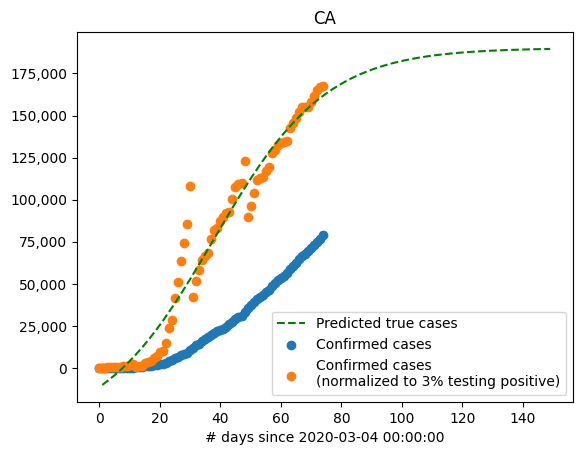 CA
175,000
150,000
125,000
100,000
75,000
50,000
25,000
0
Predicted true cases
Confirmed cases
Confirmed cases
(normalized to 3% testing positive)
0 20 40 60 80 100 120 140
# days since 2020-03-04 00:00:00